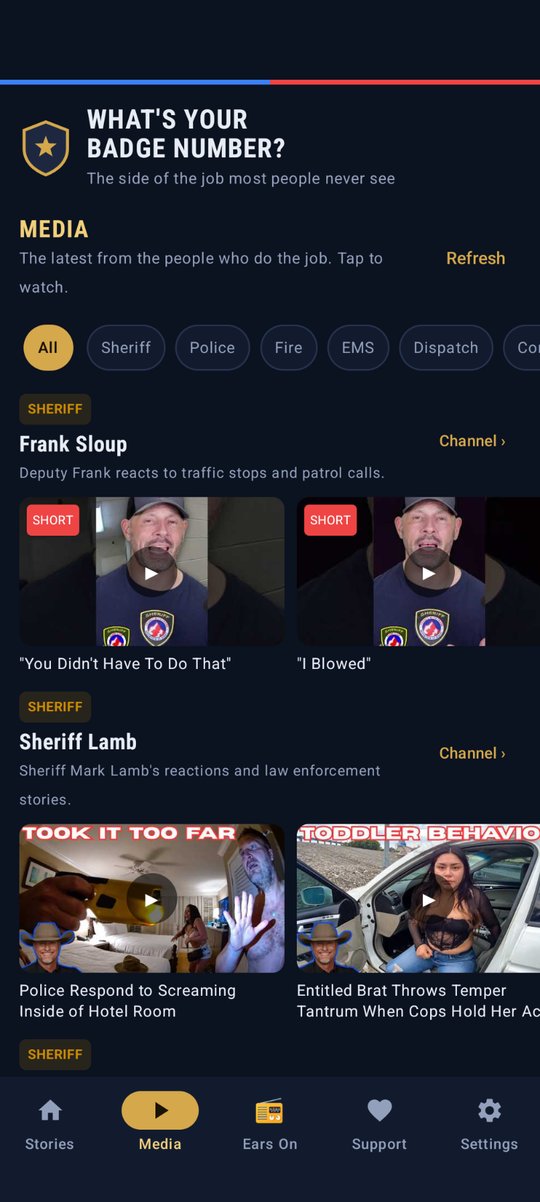 WHAT'S YOUR
BADGE NUMBER?
The side of the job most people never see
MEDIA
The latest from the people who do the job. Tap to
watch.
Refresh
All
Sheriff
Police
Fire
EMS
Dispatch
SHERIFF
Frank Sloup
Channel ›
Deputy Frank reacts to traffic stops and patrol calls.
SHORT
SHORT
SHERIFF
SHERIFF
"You Didn't Have To Do That"
"I Blowed"
SHERIFF
Sheriff Lamb
Channel ›
Sheriff Mark Lamb's reactions and law enforcement
stories.
TOOK IT TOO FAR
TODDLER
Police Respond to Screaming
Inside of Hotel Room
Entitled Brat Throws Temper
Tantrum When Cops Hold Her
SHERIFF
Stories
Media
Ears On
Support
Settings